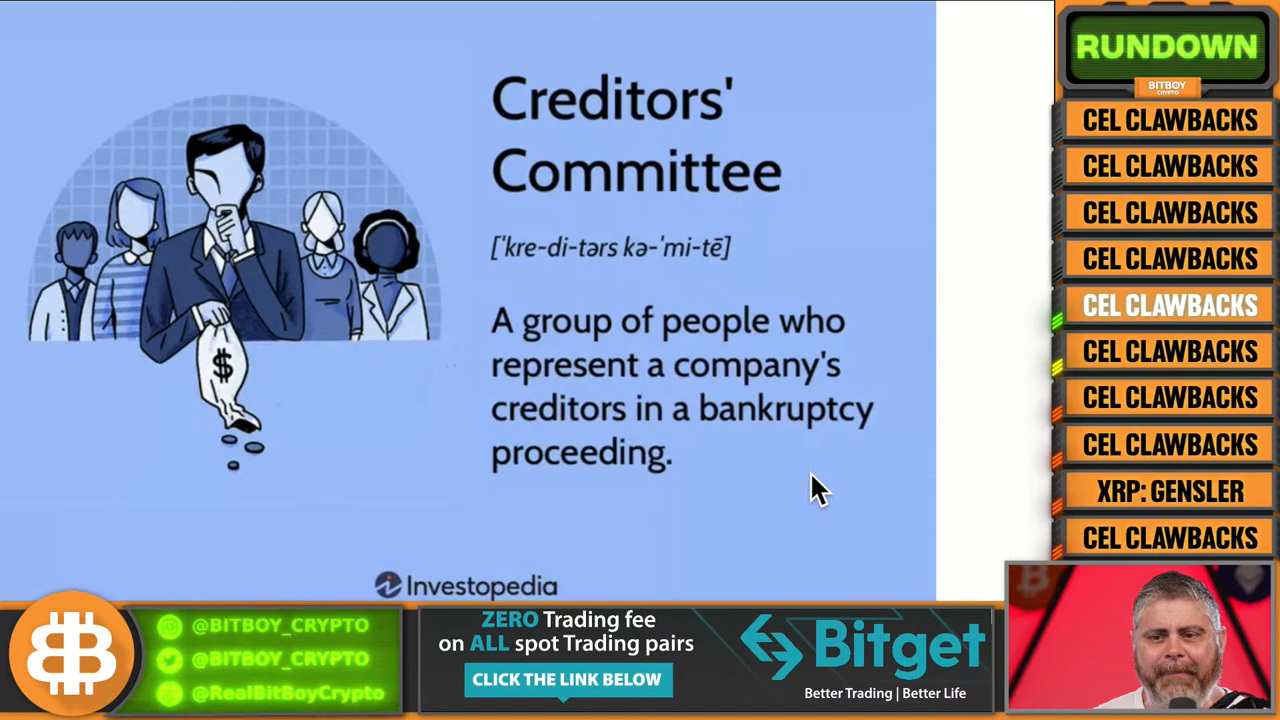 Creditors'
Committee
['kre-di-tərs kə-'mi-tē]
A group of people who
represent a company's
creditors in a bankruptcy
proceeding.
$
Investopedia
RUNDOWN
BITBOY
CRYPTO
CEL CLAWBACKS
CEL CLAWBACKS
CEL CLAWBACKS
CEL CLAWBACKS
CEL CLAWBACKS
CEL CLAWBACKS
CEL CLAWBACKS
CEL CLAWBACKS
XRP: GENSLER
CEL CLAWBACKS
@BITBOY_CRYPTO
@BITBOY_CRYPTO
@RealBitBoyCrypto
ZERO Trading fee
on ALL spot Trading pairs
CLICK THE LINK BELOW
Bitget
Better Trading | Better Life